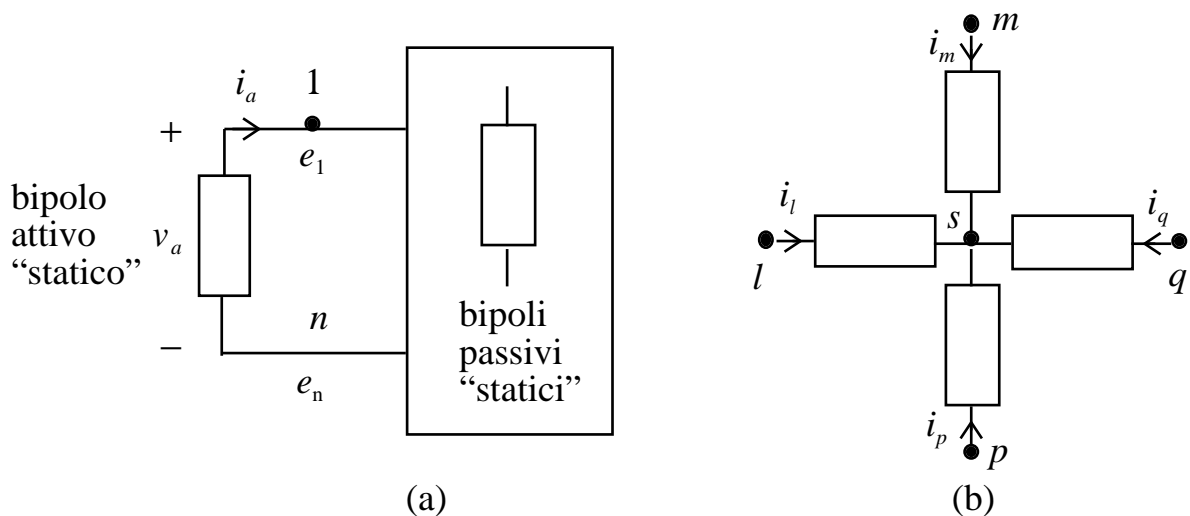 i_a
1
+
e_1
bipolo
attivo
“statico”
v_a
n
−
e_n
bipoli
passivi
“statici”
(a)
m
i_m
i_l
s
i_q
l
q
i_p
p
(b)